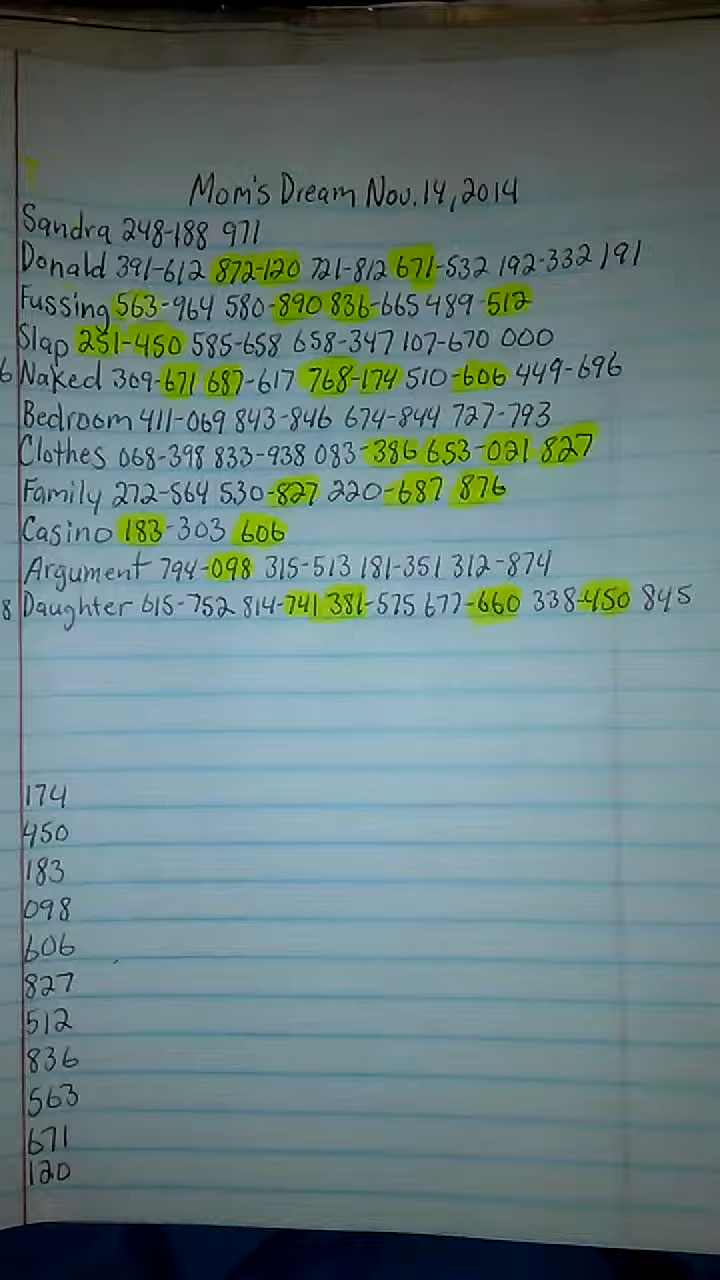 Mom's Dream Nov. 14, 2014
Sandra 248-188 971
Donald 391-612 872-120 721-812 671-532 192-332 191
Fussing 563-964 580-890 836-665 489-512
Slap 251-450 585-658 658-347 107-670 000
6 Naked 309-671 687-617 768-174 510-606 449-696
Bedroom 411-069 843-846 674-844 727-793
Clothes 068-398 833-938 083-386 653-021 827
Family 272-564 530-827 220-687 876
Casino 183-303 606
Argument 794-098 315-513 181-351 312-874
8 Daughter 615-752 814-741 381-575 677-660 338-450 845
174
450
183
098
606
827
512
836
563
671
120